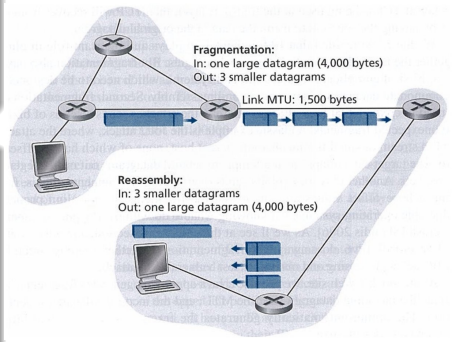 Fragmentation:
In: one large datagram (4,000 bytes)
Out: 3 smaller datagrams
Link MTU: 1,500 bytes
Reassembly:
In: 3 smaller datagrams
Out: one large datagram (4,000 bytes)